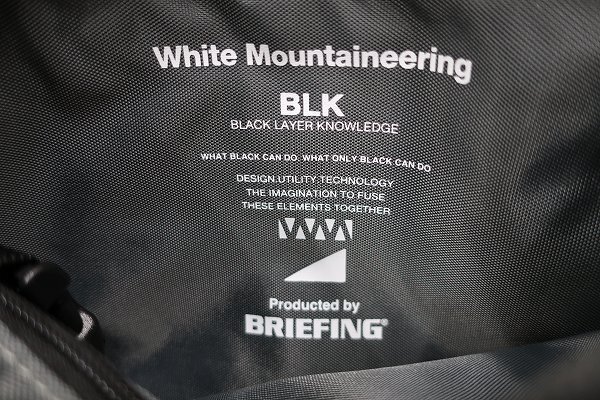 White Mountaineering
BLK
BLACK LAYER KNOWLEDGE
WHAT BLACK CAN DO. WHAT ONLY BLACK CAN DO
DESIGN.UTILITY.TECHNOLOGY
THE IMAGINATION TO FUSE
THESE ELEMENTS TOGETHER
Producted by
BRIEFING®